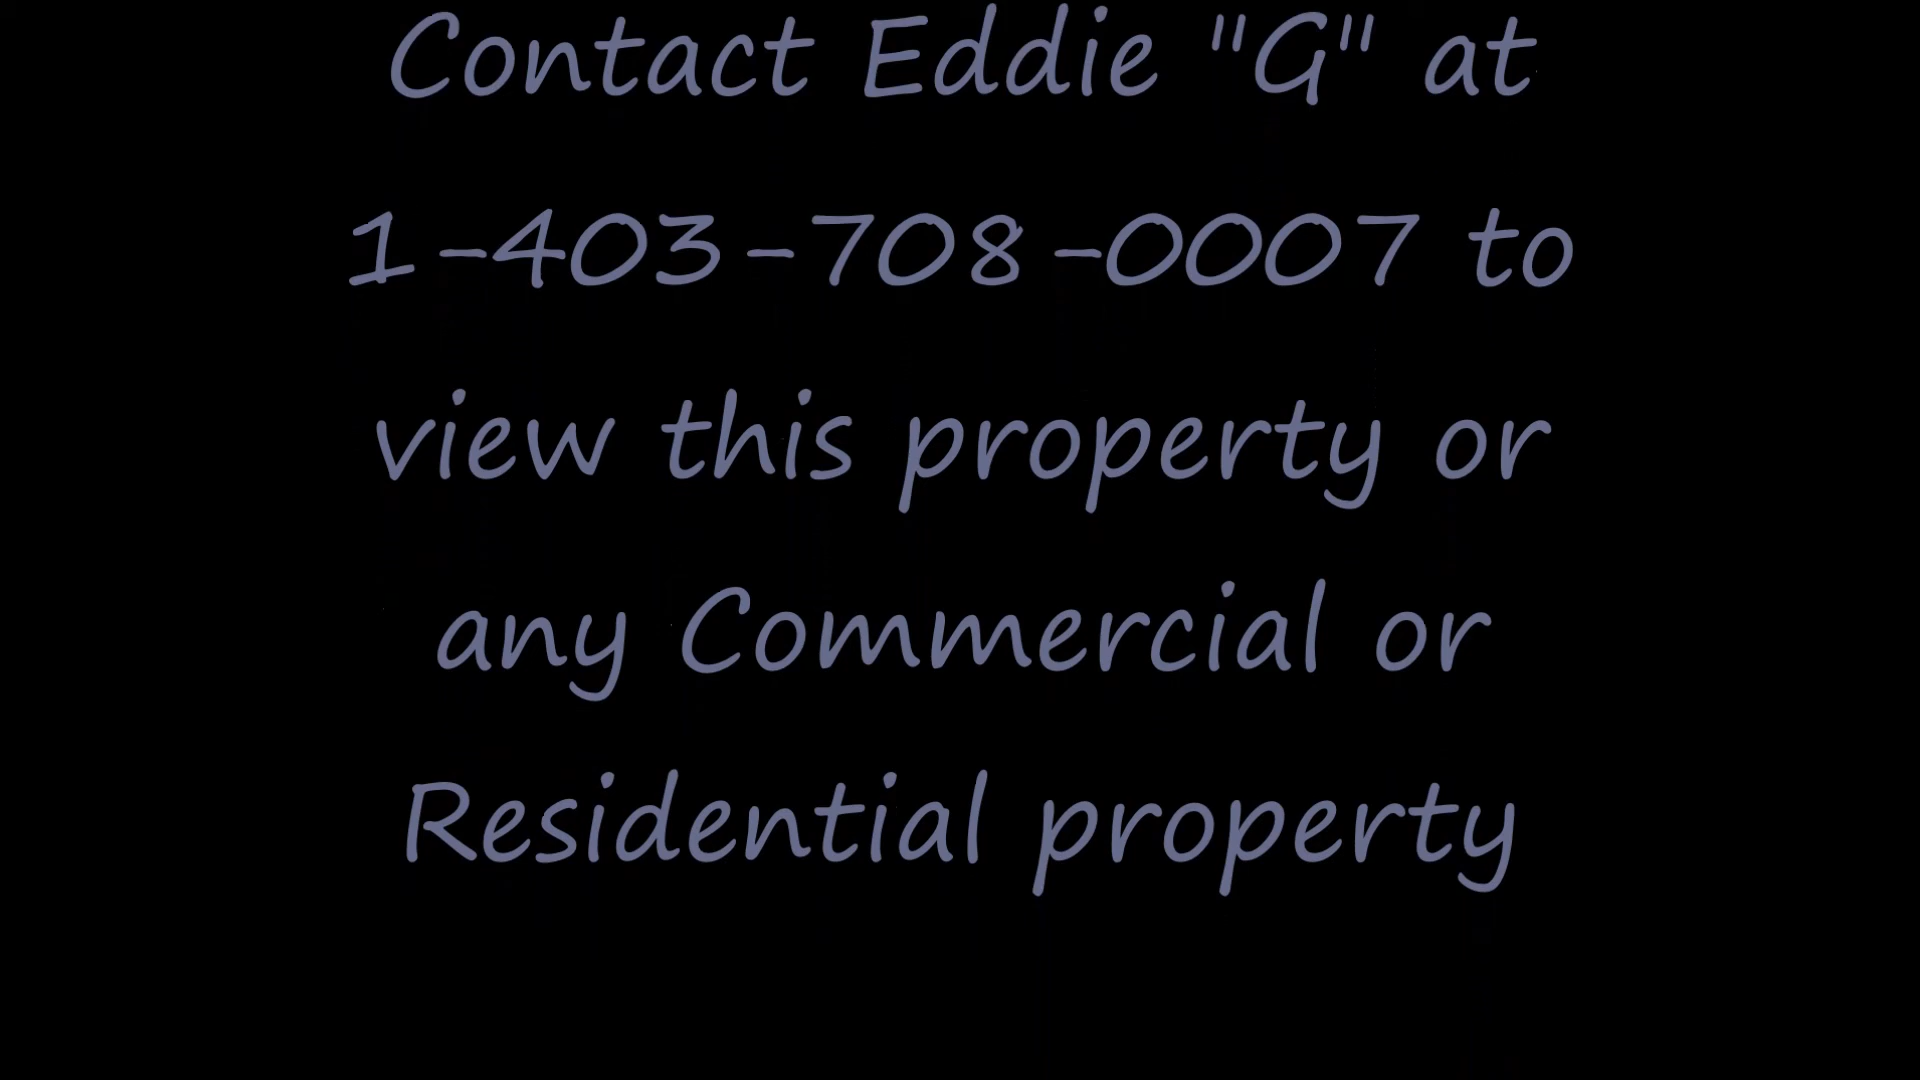 Contact Eddie "G" at
1-403-708-0007 to
view this property or
any Commercial or
Residential property